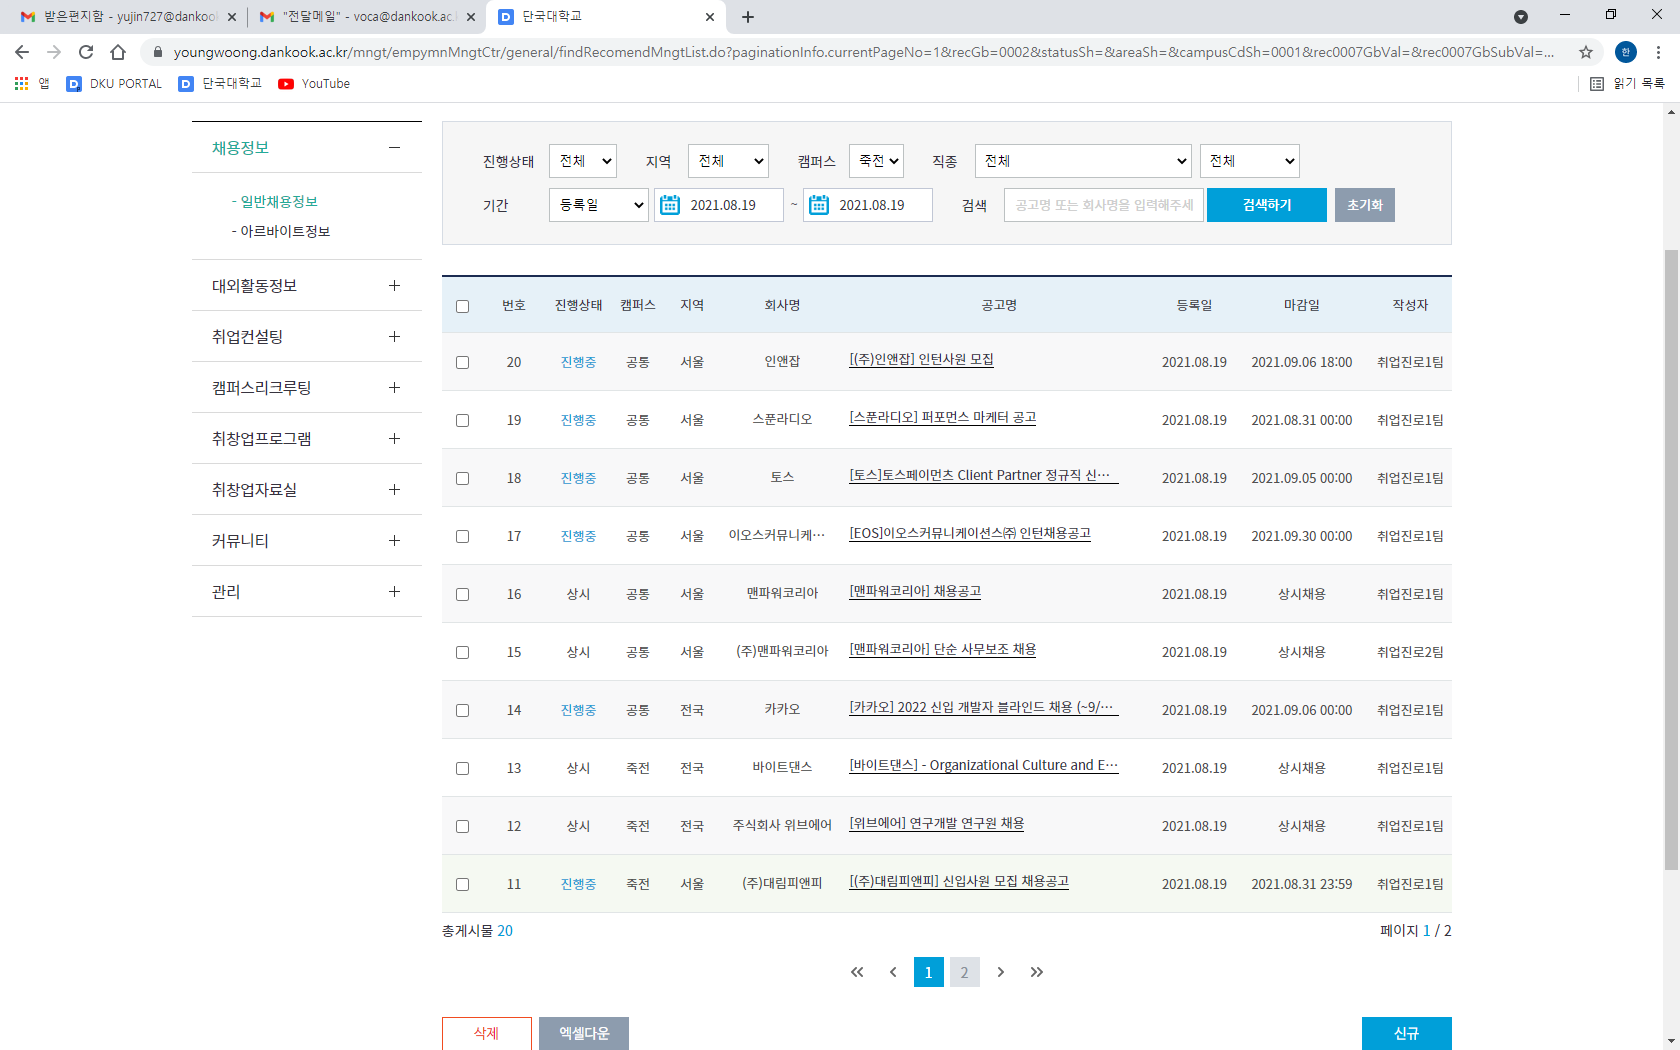 받은편지함 - yujin727@dankoo
"전달메일" - voca@dankook.ac.
단국대학교
youngwoong.dankook.ac.kr/mngt/empymnMngtCtr/general/findRecomendMngtList.do?paginationInfo.currentPageNo=1&recGb=0002&statusSh=&areaSh=&campusCdSh=0001&rec0007GbVal=&rec0007GbSubVal=...
한
앱 DKU PORTAL 단국대학교 YouTube 읽기 목록
채용정보
- 일반채용정보
- 아르바이트정보
대외활동정보
취업컨설팅
캠퍼스리크루팅
취창업프로그램
취창업자료실
커뮤니티
관리
진행상태 전체 지역 전체 캠퍼스 죽전 직종 전체 전체
기간 등록일 2021.08.19 ~ 2021.08.19 검색 공고명 또는 회사명을 입력해주세 검색하기 초기화
번호 진행상태 캠퍼스 지역 회사명 공고명 등록일 마감일 작성자
20 진행중 공통 서울 인앤잡 [(주)인앤잡] 인턴사원 모집 2021.08.19 2021.09.06 18:00 취업진로1팀
19 진행중 공통 서울 스푼라디오 [스푼라디오] 퍼포먼스 마케터 공고 2021.08.19 2021.08.31 00:00 취업진로1팀
18 진행중 공통 서울 토스 [토스]토스페이먼츠 Client Partner 정규직 신… 2021.08.19 2021.09.05 00:00 취업진로1팀
17 진행중 공통 서울 이오스커뮤니케… [EOS]이오스커뮤니케이션스㈜ 인턴채용공고 2021.08.19 2021.09.30 00:00 취업진로1팀
16 상시 공통 서울 맨파워코리아 [맨파워코리아] 채용공고 2021.08.19 상시채용 취업진로1팀
15 상시 공통 서울 (주)맨파워코리아 [맨파워코리아] 단순 사무보조 채용 2021.08.19 상시채용 취업진로2팀
14 진행중 공통 전국 카카오 [카카오] 2022 신입 개발자 블라인드 채용 (~9/… 2021.08.19 2021.09.06 00:00 취업진로1팀
13 상시 죽전 전국 바이트댄스 [바이트댄스] - Organizational Culture and E… 2021.08.19 상시채용 취업진로1팀
12 상시 죽전 전국 주식회사 위브에어 [위브에어] 연구개발 연구원 채용 2021.08.19 상시채용 취업진로1팀
11 진행중 죽전 서울 (주)대림피앤피 [(주)대림피앤피] 신입사원 모집 채용공고 2021.08.19 2021.08.31 23:59 취업진로1팀
총게시물 20 페이지 1 / 2
1 2
삭제 엑셀다운 신규